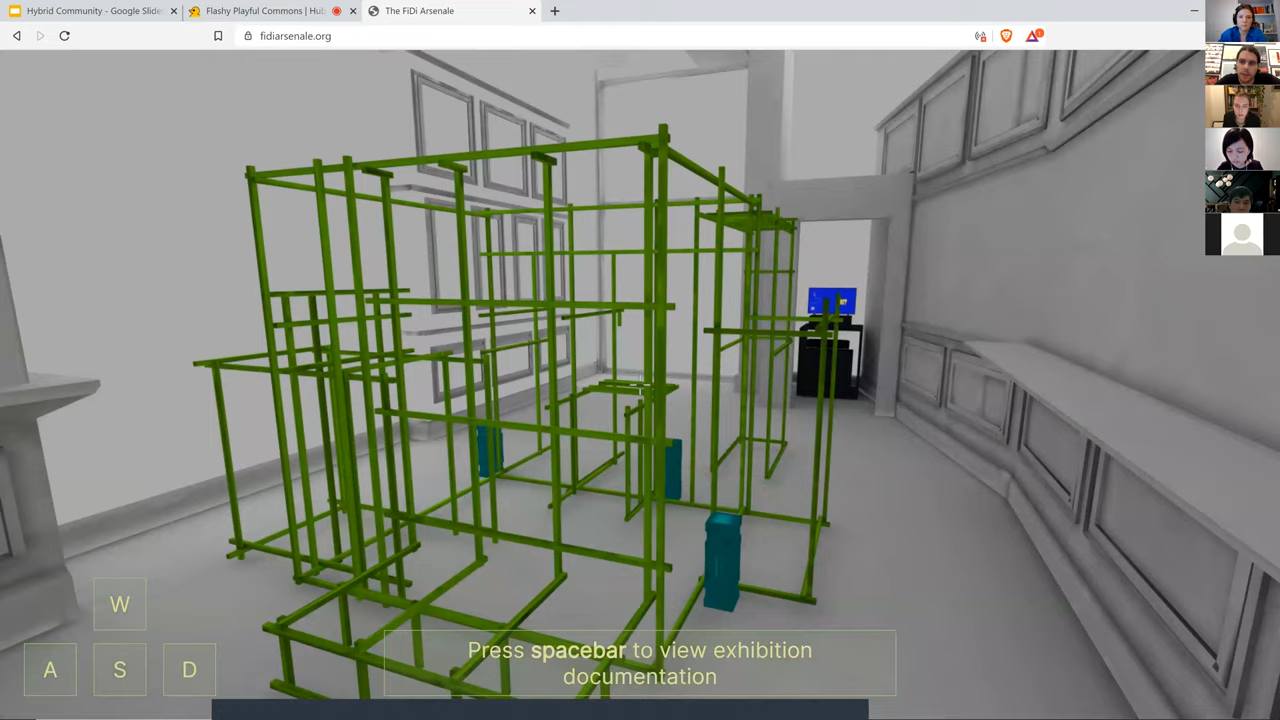 Hybrid Community - Google Slide
Flashy Playful Commons | Hub
The FiDi Arsenale
fidiarsenale.org
1
W
A
S
D
Press spacebar to view exhibition
documentation